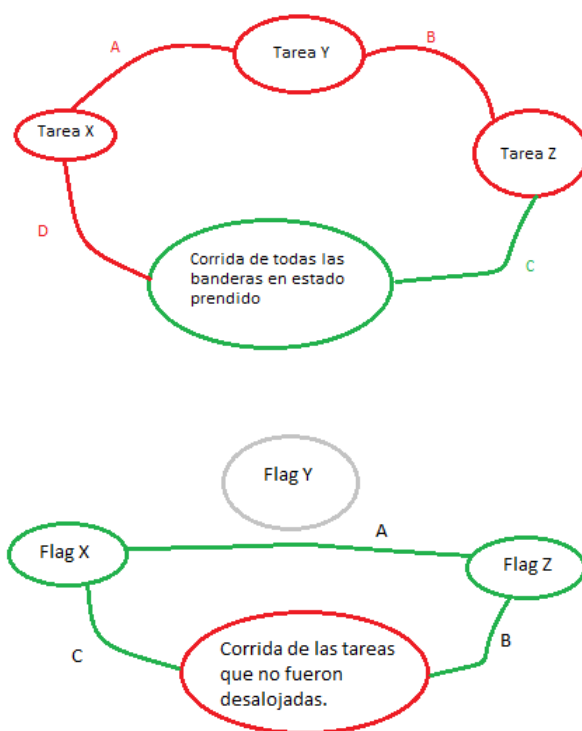 A
Tarea Y
B
Tarea X
Tarea Z
D
Corrida de todas las
banderas en estado
prendido
C
Flag Y
A
Flag X
Flag Z
C
Corrida de las tareas
que no fueron
desalojadas.
B